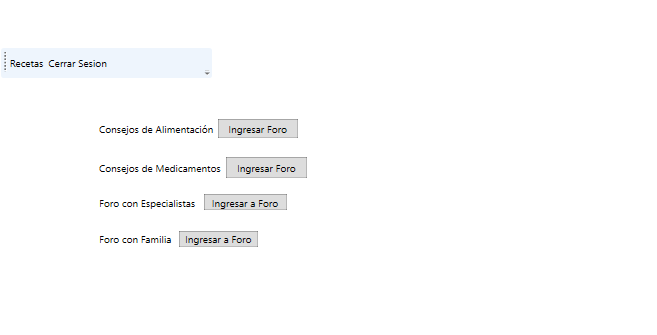 Recetas Cerrar Sesion
Consejos de Alimentación Ingresar Foro
Consejos de Medicamentos Ingresar Foro
Foro con Especialistas Ingresar a Foro
Foro con Familia Ingresar a Foro